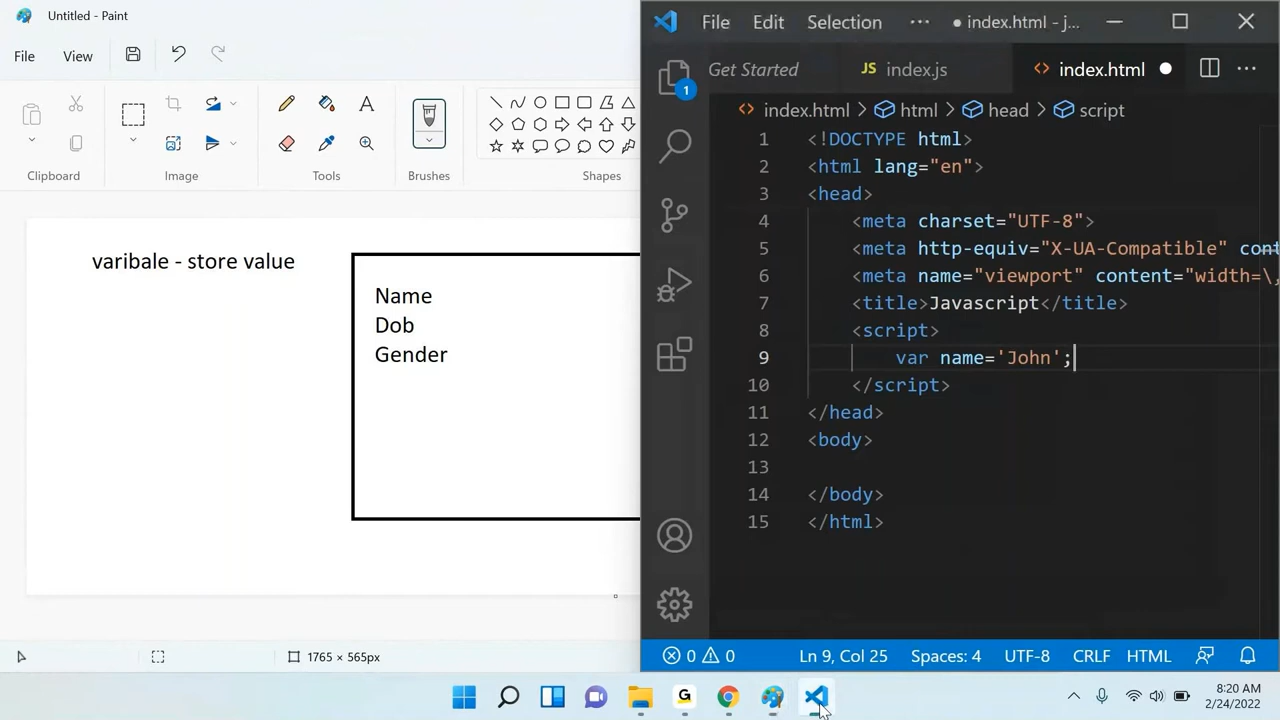 Untitled - Paint
File View
Clipboard
Image
Tools
Brushes
Shapes
varibale - store value
Name
Dob
Gender
1765 × 565px
File Edit Selection ··· ● index.html - j...
1
Get Started
JS index.js
<> index.html
<> index.html > html > head > script
1 <!DOCTYPE html>
2 <html lang="en">
3 <head>
4 <meta charset="UTF-8">
5 <meta http-equiv="X-UA-Compatible" cont
6 <meta name="viewport" content="width=\,
7 <title>Javascript</title>
8 <script>
9 var name='John';
10 </script>
11 </head>
12 <body>
13
14 </body>
15 </html>
0 0 Ln 9, Col 25 Spaces: 4 UTF-8 CRLF HTML
G
8:20 AM
2/24/2022